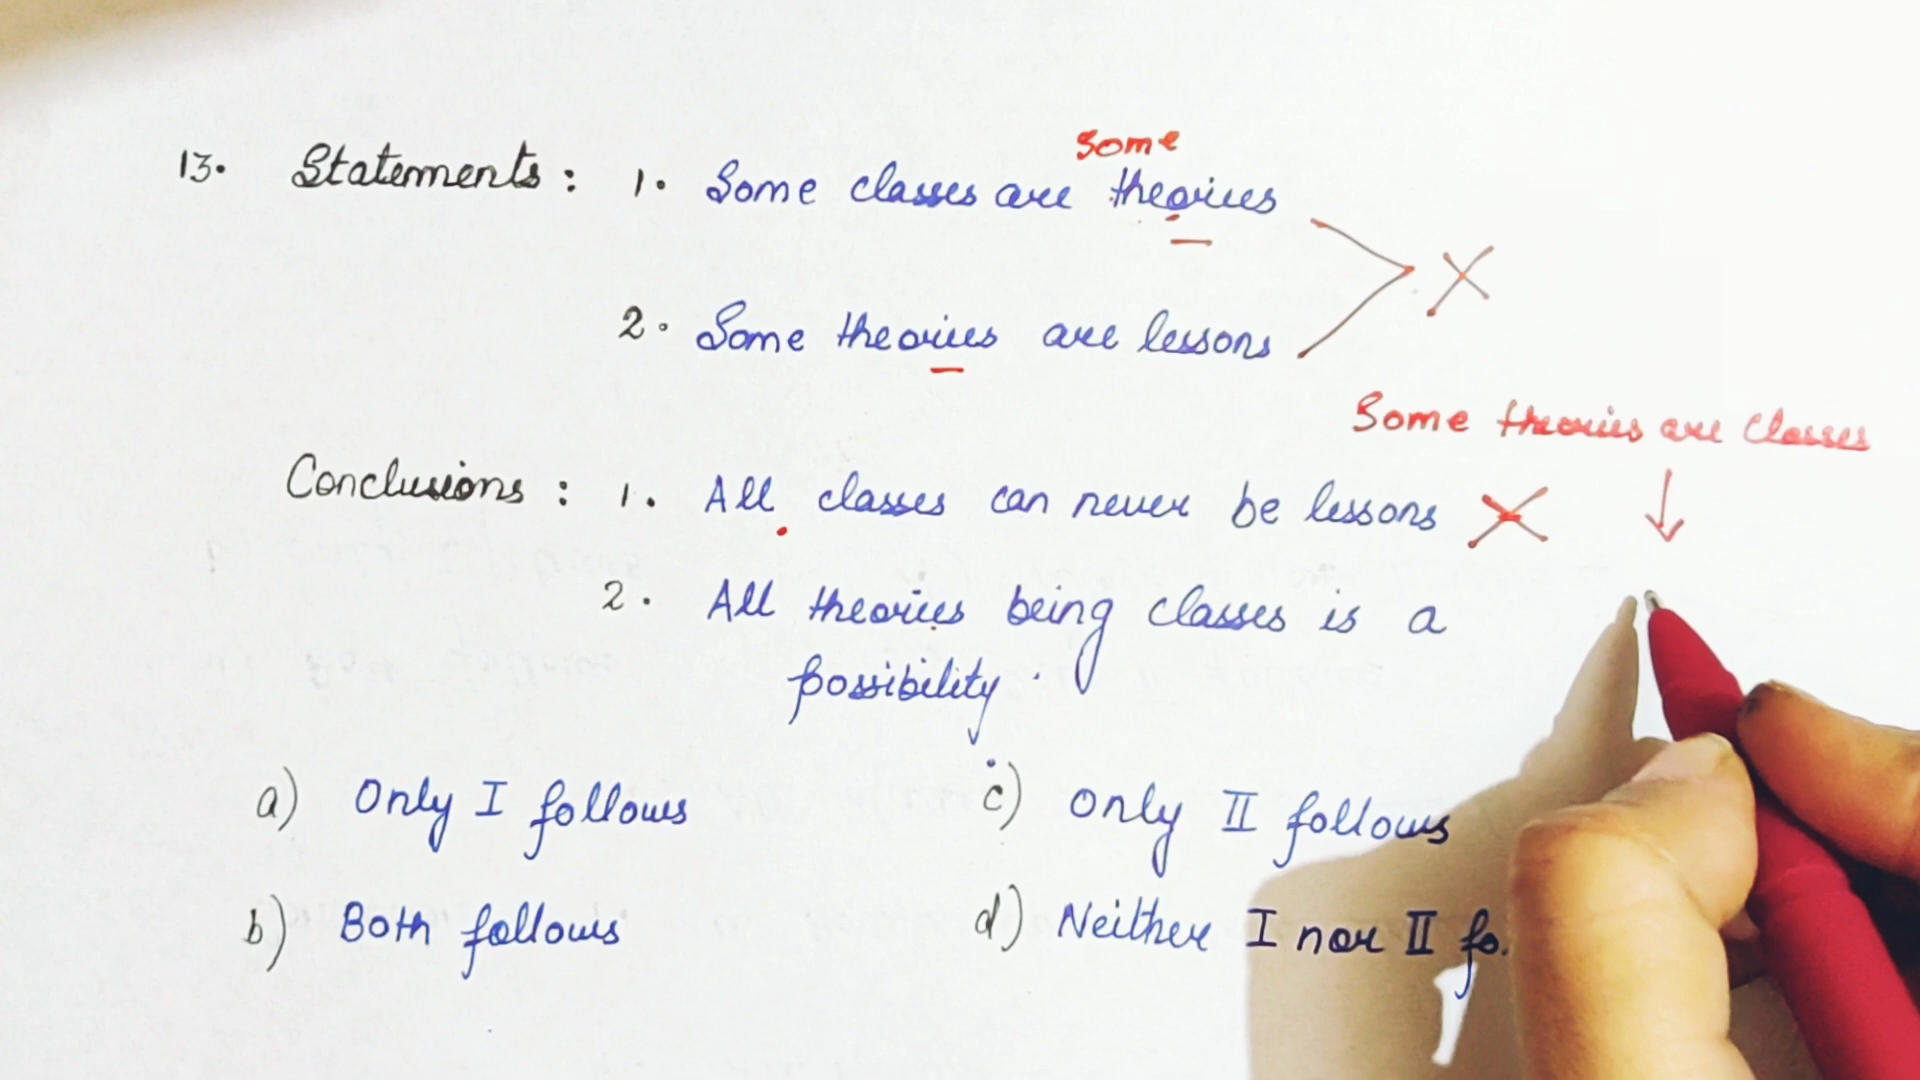 some
13. Statements : 1. Some classes are theories
2. Some theories are lessons
Some theories are classes
Conclusions : 1. All classes can never be lessons
2. All theories being classes is a
possibility.
a) Only I follows
c) Only II follows
b) Both follows
d) Neither I nor II fo.